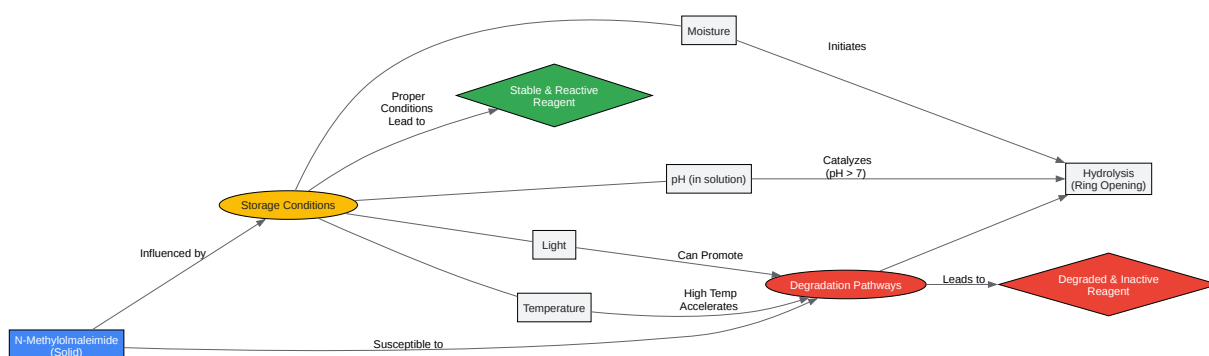 Moisture
Initiates
Proper
Conditions
Lead to
Stable & Reactive
Reagent
Catalyzes
(pH > 7)
pH (in solution)
Hydrolysis
(Ring Opening)
Storage Conditions
Influenced by
Light
Can Promote
Degradation Pathways
Leads to
Degraded & Inactive
Reagent
Temperature
High Temp
Accelerates
N-Methylolmaleimide
(Solid)
Susceptible to